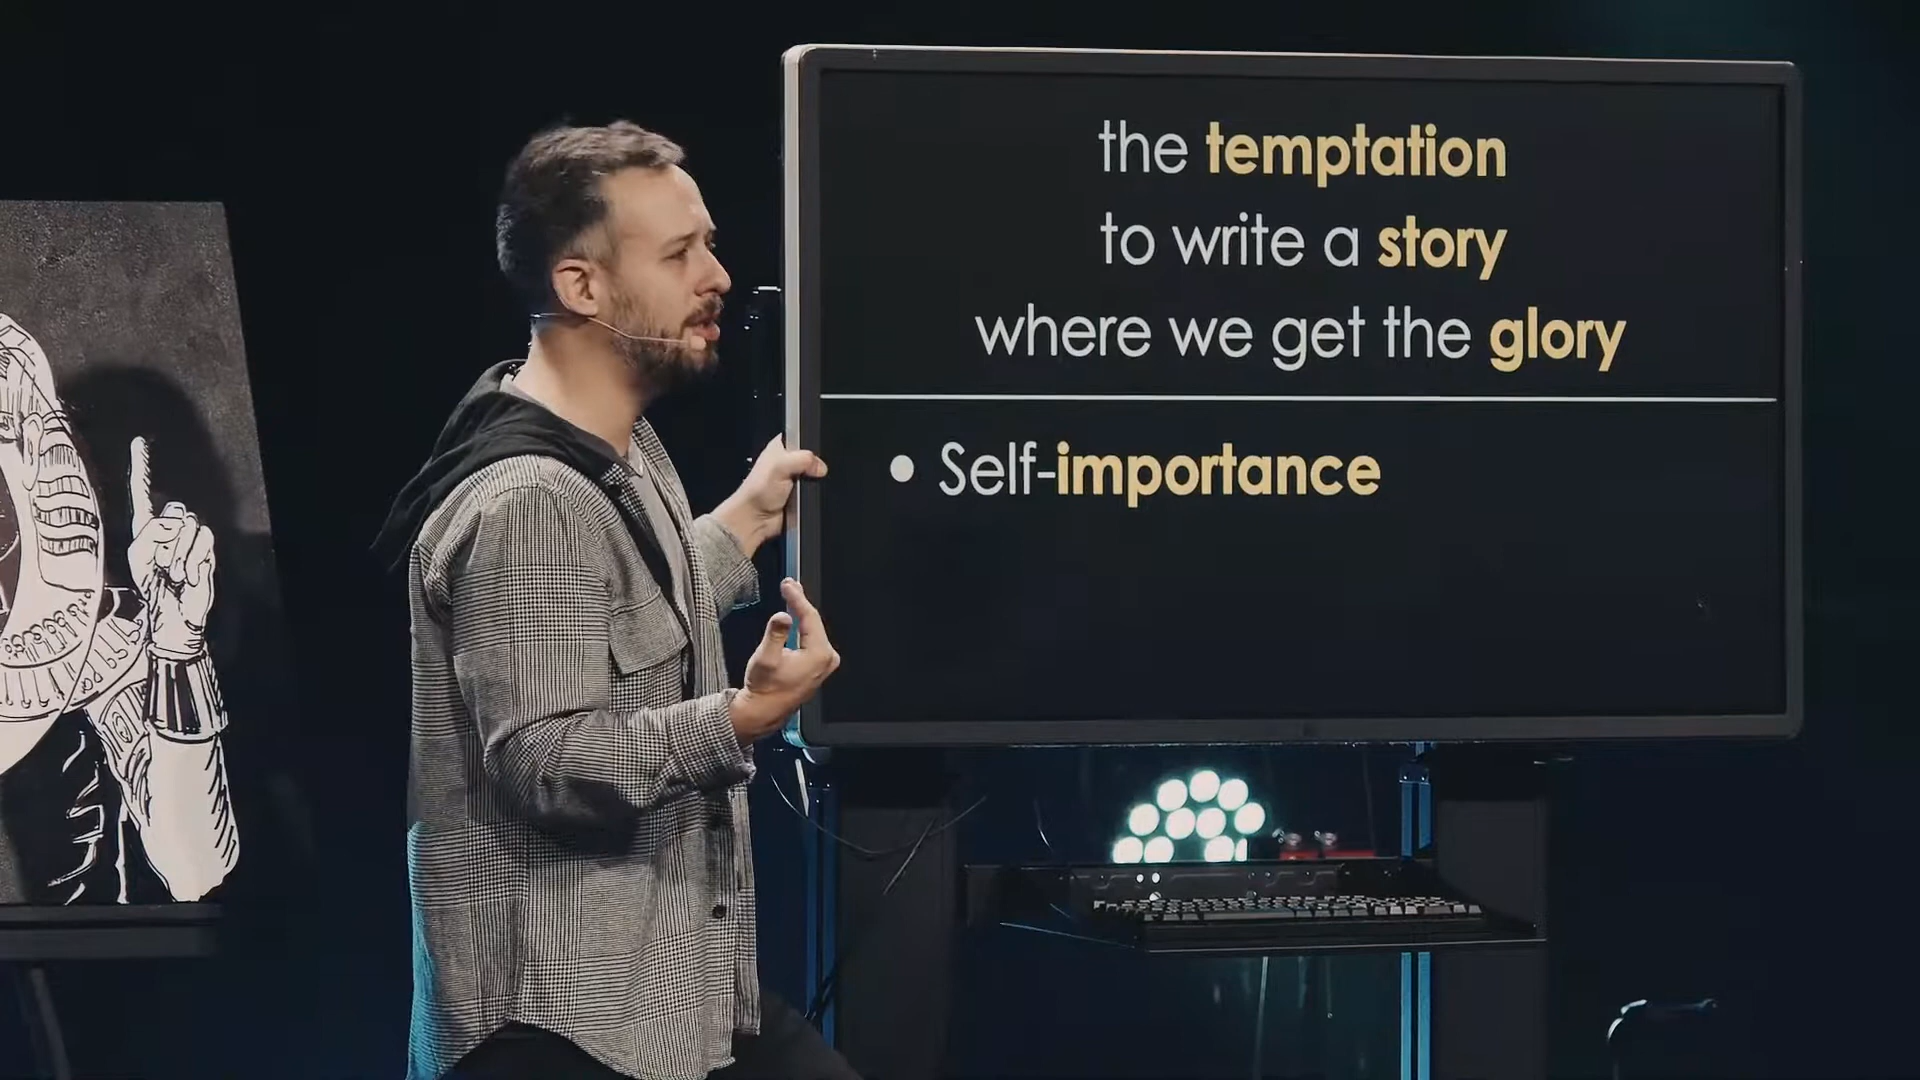 the temptation
to write a story
where we get the glory
• Self-importance